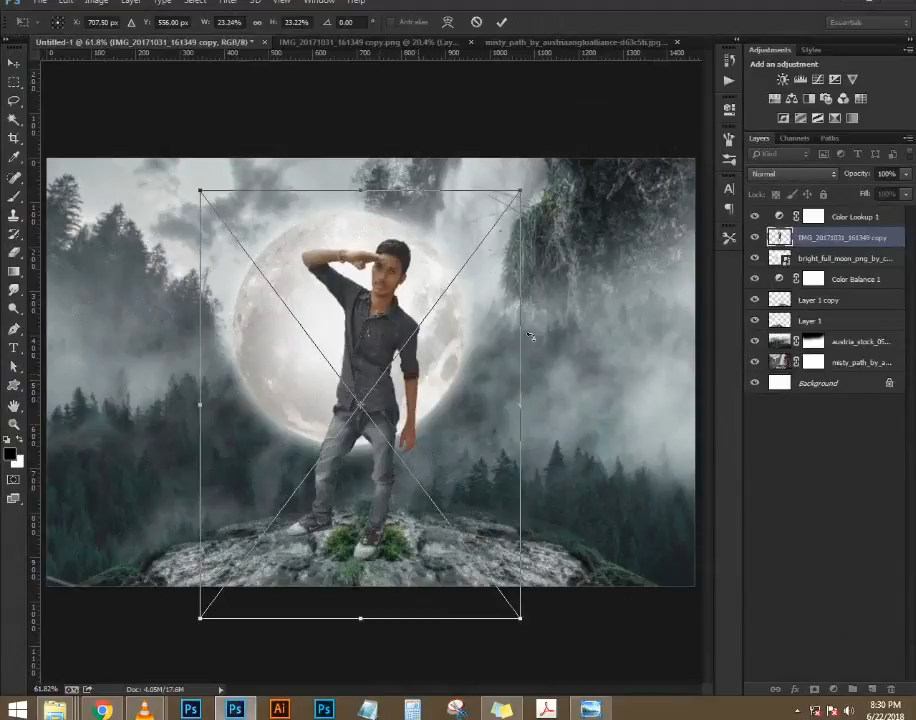 File Edit Image Layer Type Select Filter 3D View Window Help
X: 707.50 px Y: 556.00 px W: 23.24% H: 23.22% 0.00 ° Anti alias Essentials
Untitled-1 @ 61.8% (IMG_20171031_161349 copy, RGB/8) * × IMG_20171031_161349 copy.png @ 20.4% (Lay... × misty_path_by_austriaangloalliance-d63c5ti.jpg... ×
Adjustments Styles
Add an adjustment
Layers Channels Paths
Kind
Normal Opacity: 100%
Lock: Fill: 100%
Color Lookup 1
IMG_20171031_161349 copy
bright_full_moon_png_by_c...
Color Balance 1
Layer 1 copy
Layer 1
austria_stock_05...
misty_path_by_a...
Background
61.82% Doc: 4.05M/17.6M
8:30 PM
6/22/2018